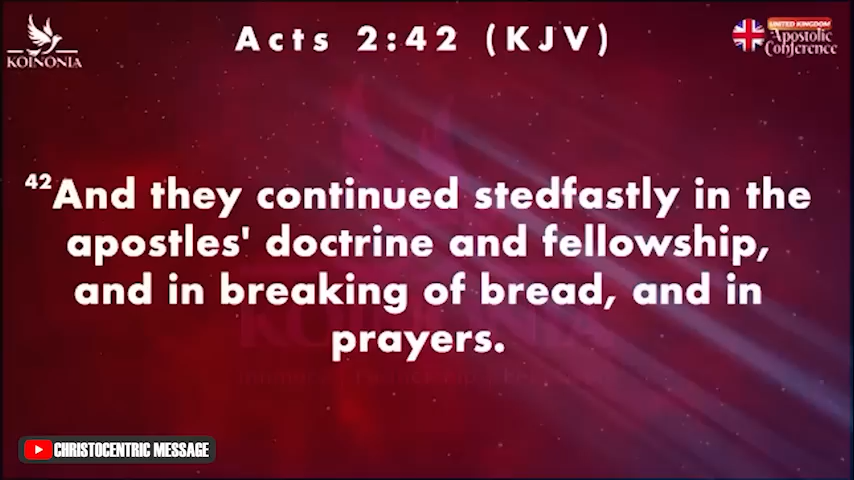 Acts 2:42 (KJV)
KOINONIA
UNITED KINGDOM
Apostolic
Conference
42And they continued stedfastly in the
apostles' doctrine and fellowship,
and in breaking of bread, and in
prayers.
KOINONIA
CHRISTOCENTRIC MESSAGE